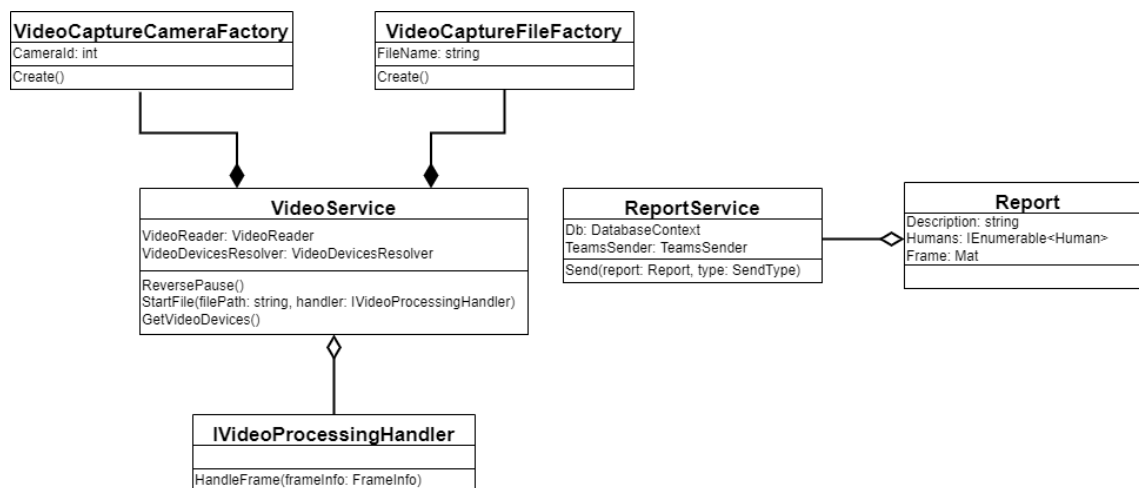 VideoCaptureCameraFactory
CameraId: int
Create()
VideoCaptureFileFactory
FileName: string
Create()
VideoService
VideoReader: VideoReader
VideoDevicesResolver: VideoDevicesResolver
ReversePause()
StartFile(filePath: string, handler: IVideoProcessingHandler)
GetVideoDevices()
ReportService
Db: DatabaseContext
TeamsSender: TeamsSender
Send(report: Report, type: SendType)
Report
Description: string
Humans: IEnumerable<Human>
Frame: Mat
IVideoProcessingHandler
HandleFrame(frameInfo: FrameInfo)